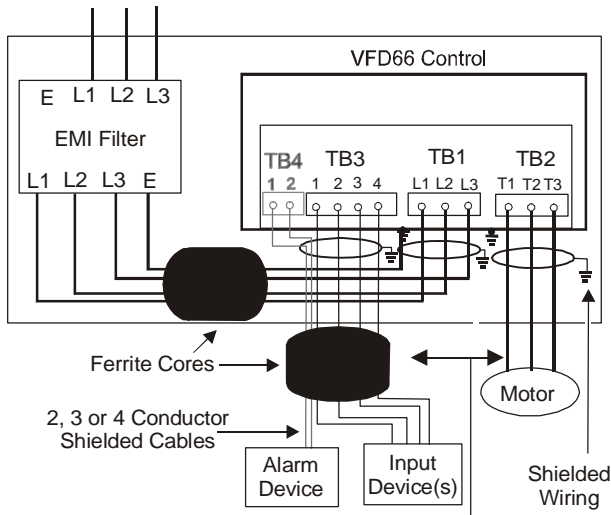 VFD66 Control
E L1 L2 L3
EMI Filter
L1 L2 L3 E
TB4 TB3 TB1 TB2
1 2 1 2 3 4 L1 L2 L3 T1 T2 T3
Ferrite Cores
Motor
2, 3 or 4 Conductor
Shielded Cables
Alarm
Device
Input
Device(s)
Shielded
Wiring